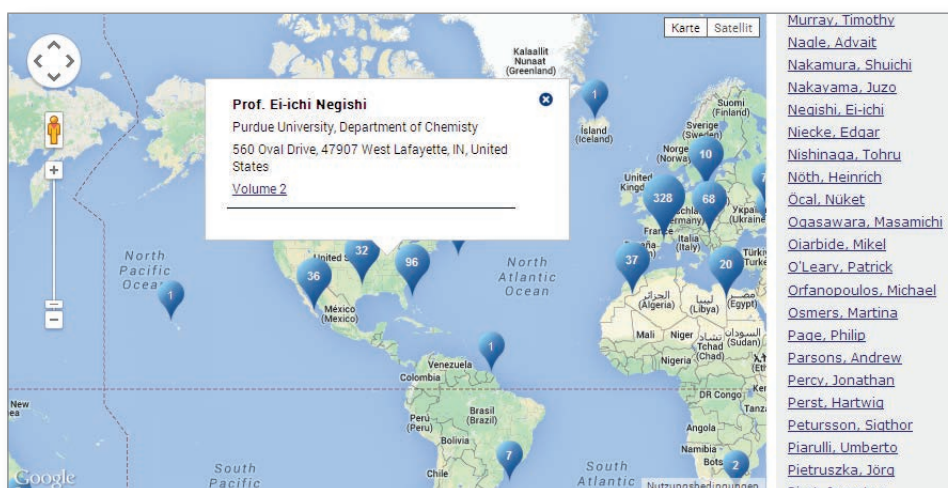 Karte Satellit
Kalaallit
Nunaat
(Greenland)
1
Prof. Ei-ichi Negishi
Purdue University, Department of Chemisty
560 Oval Drive, 47907 West Lafayette, IN, United
States
Volume 2
Ísland
(Iceland)
Suomi
(Finland)
Sverige
(Sweden)
Norge
10
United
328
68
France
Italia
(Italy)
United
32
96
36
37
20
North
Pacific
1
North
Atlantic
Ocean
México
(Mexico)
الجزائر
(Algeria)
ليبيا
(Libya)
مصر
(Egypt)
Mali
Niger
تشاد
Tchad
(Chad)
السودان
(Sudan)
Nigeria
1
Venezuela
Colombia
DR Congo
New
Perú
(Peru)
Brasil
(Brazil)
Angola
Bolivia
Namibia
7
2
Chile
South
Pacific
South
Atlantic
Google
Nutzungsbedingungen
Murray, Timothy
Nagle, Advait
Nakamura, Shuichi
Nakayama, Juzo
Negishi, Ei-ichi
Niecke, Edgar
Nishinaga, Tohru
Nöth, Heinrich
Öcal, Nüket
Ogasawara, Masamichi
Oiarbide, Mikel
O'Leary, Patrick
Orfanopoulos, Michael
Osmers, Martina
Page, Philip
Parsons, Andrew
Percy, Jonathan
Perst, Hartwig
Petursson, Sigthor
Piarulli, Umberto
Pietruszka, Jörg